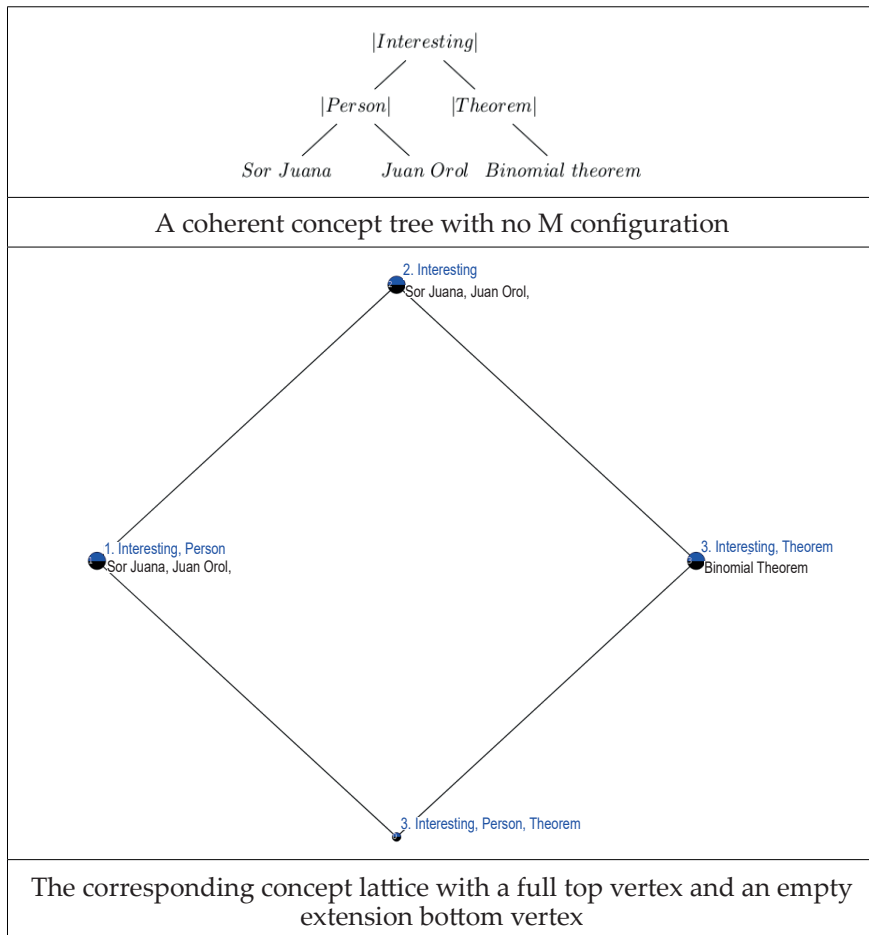 |Interesting|
|Person| |Theorem|
Sor Juana Juan Orol Binomial theorem
A coherent concept tree with no M configuration
2. Interesting
Sor Juana, Juan Orol,
1. Interesting, Person
Sor Juana, Juan Orol,
3. Interesting, Theorem
Binomial Theorem
3. Interesting, Person, Theorem
The corresponding concept lattice with a full top vertex and an empty
extension bottom vertex